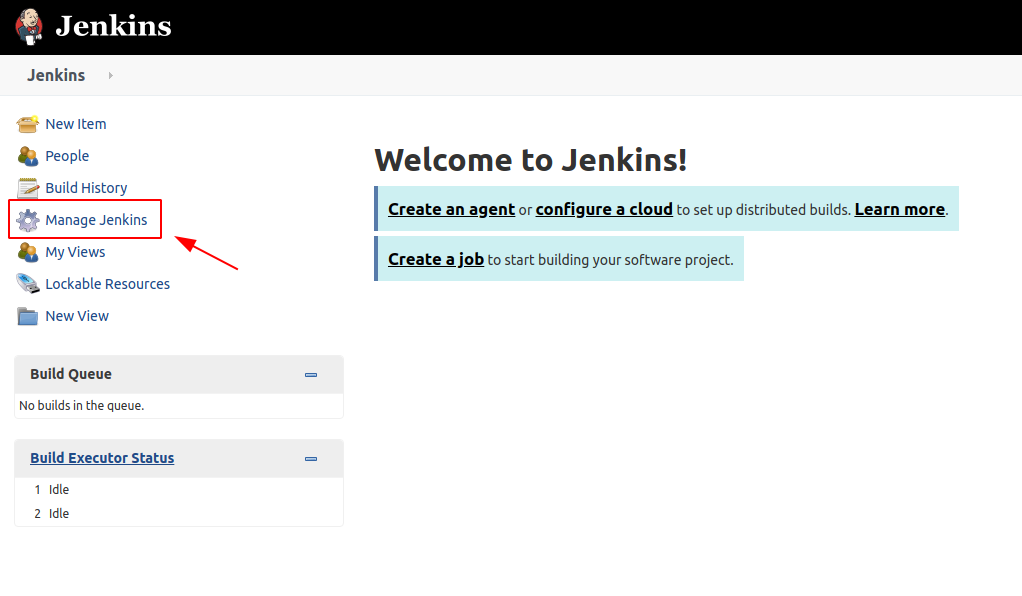 Jenkins
Jenkins
New Item
People
Build History
Manage Jenkins
My Views
Lockable Resources
New View
Build Queue
No builds in the queue.
Build Executor Status
1 Idle
2 Idle
Welcome to Jenkins!
Create an agent or configure a cloud to set up distributed builds. Learn more.
Create a job to start building your software project.